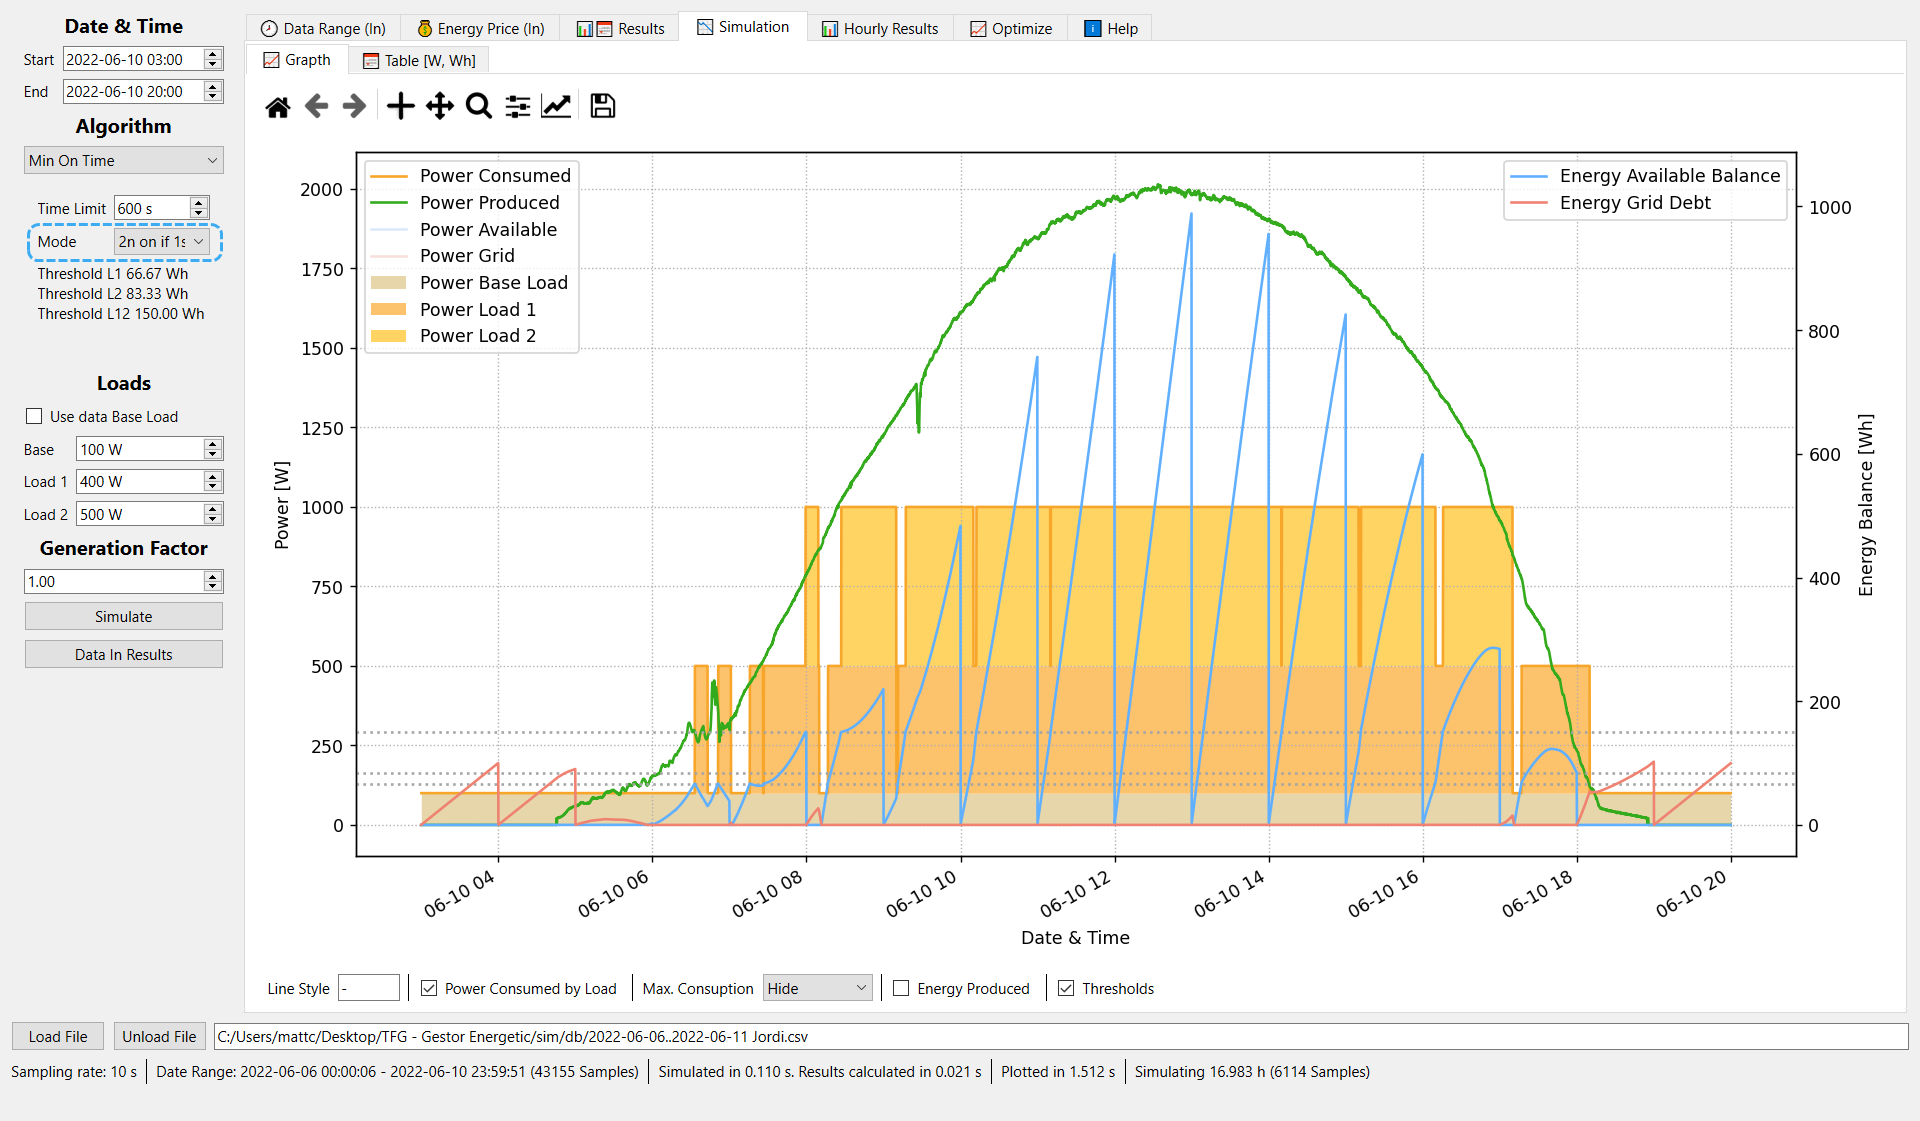 Date & Time
Start 2022-06-10 03:00
End 2022-06-10 20:00
Algorithm
Min On Time
Time Limit 600 s
Mode 2n on if 1s
Threshold L1 66.67 Wh
Threshold L2 83.33 Wh
Threshold L12 150.00 Wh
Loads
Use data Base Load
Base 100 W
Load 1 400 W
Load 2 500 W
Generation Factor
1.00
Simulate
Data In Results
Data Range (In) Energy Price (In) Results Simulation Hourly Results Optimize Help
Graph Table [W, Wh]
Power Consumed
Power Produced
Power Available
Power Grid
Power Base Load
Power Load 1
Power Load 2
Energy Available Balance
Energy Grid Debt
Power [W]
2000
1750
1500
1250
1000
750
500
250
0
1000
800
600
400
200
0
Energy Balance [Wh]
06-10 04 06-10 06 06-10 08 06-10 10 06-10 12 06-10 14 06-10 16 06-10 18 06-10 20
Date & Time
Line Style - Power Consumed by Load Max. Consuption Hide Energy Produced Thresholds
Load File Unload File C:/Users/mattc/Desktop/TFG - Gestor Energetic/sim/db/2022-06-06..2022-06-11 Jordi.csv
Sampling rate: 10 s Date Range: 2022-06-06 00:00:06 - 2022-06-10 23:59:51 (43155 Samples) Simulated in 0.110 s. Results calculated in 0.021 s Plotted in 1.512 s Simulating 16.983 h (6114 Samples)